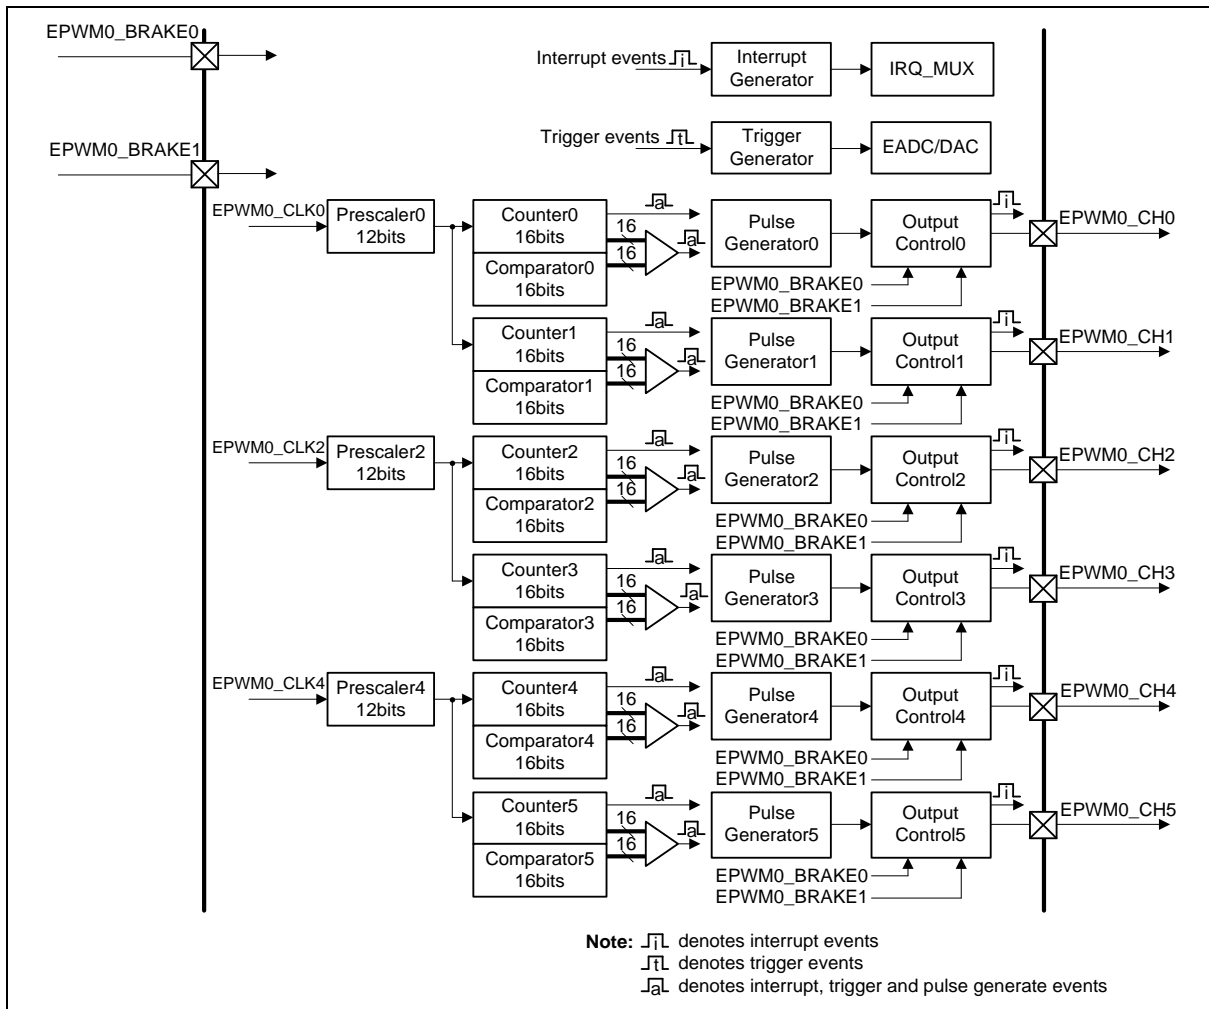 EPWM0_BRAKE0
EPWM0_BRAKE1
Interrupt events i
Interrupt
Generator
IRQ_MUX
Trigger events t
Trigger
Generator
EADC/DAC
EPWM0_CLK0
Prescaler0
12bits
Counter0
16bits
Comparator0
16bits
16
16
a
a
Pulse
Generator0
Output
Control0
i
EPWM0_CH0
EPWM0_BRAKE0
EPWM0_BRAKE1
Counter1
16bits
Comparator1
16bits
16
16
a
a
Pulse
Generator1
Output
Control1
i
EPWM0_CH1
EPWM0_BRAKE0
EPWM0_BRAKE1
EPWM0_CLK2
Prescaler2
12bits
Counter2
16bits
Comparator2
16bits
16
16
a
a
Pulse
Generator2
Output
Control2
i
EPWM0_CH2
EPWM0_BRAKE0
EPWM0_BRAKE1
Counter3
16bits
Comparator3
16bits
16
16
a
a
Pulse
Generator3
Output
Control3
i
EPWM0_CH3
EPWM0_BRAKE0
EPWM0_BRAKE1
EPWM0_CLK4
Prescaler4
12bits
Counter4
16bits
Comparator4
16bits
16
16
a
a
Pulse
Generator4
Output
Control4
i
EPWM0_CH4
EPWM0_BRAKE0
EPWM0_BRAKE1
Counter5
16bits
Comparator5
16bits
16
16
a
a
Pulse
Generator5
Output
Control5
i
EPWM0_CH5
EPWM0_BRAKE0
EPWM0_BRAKE1
Note: i denotes interrupt events
t denotes trigger events
a denotes interrupt, trigger and pulse generate events